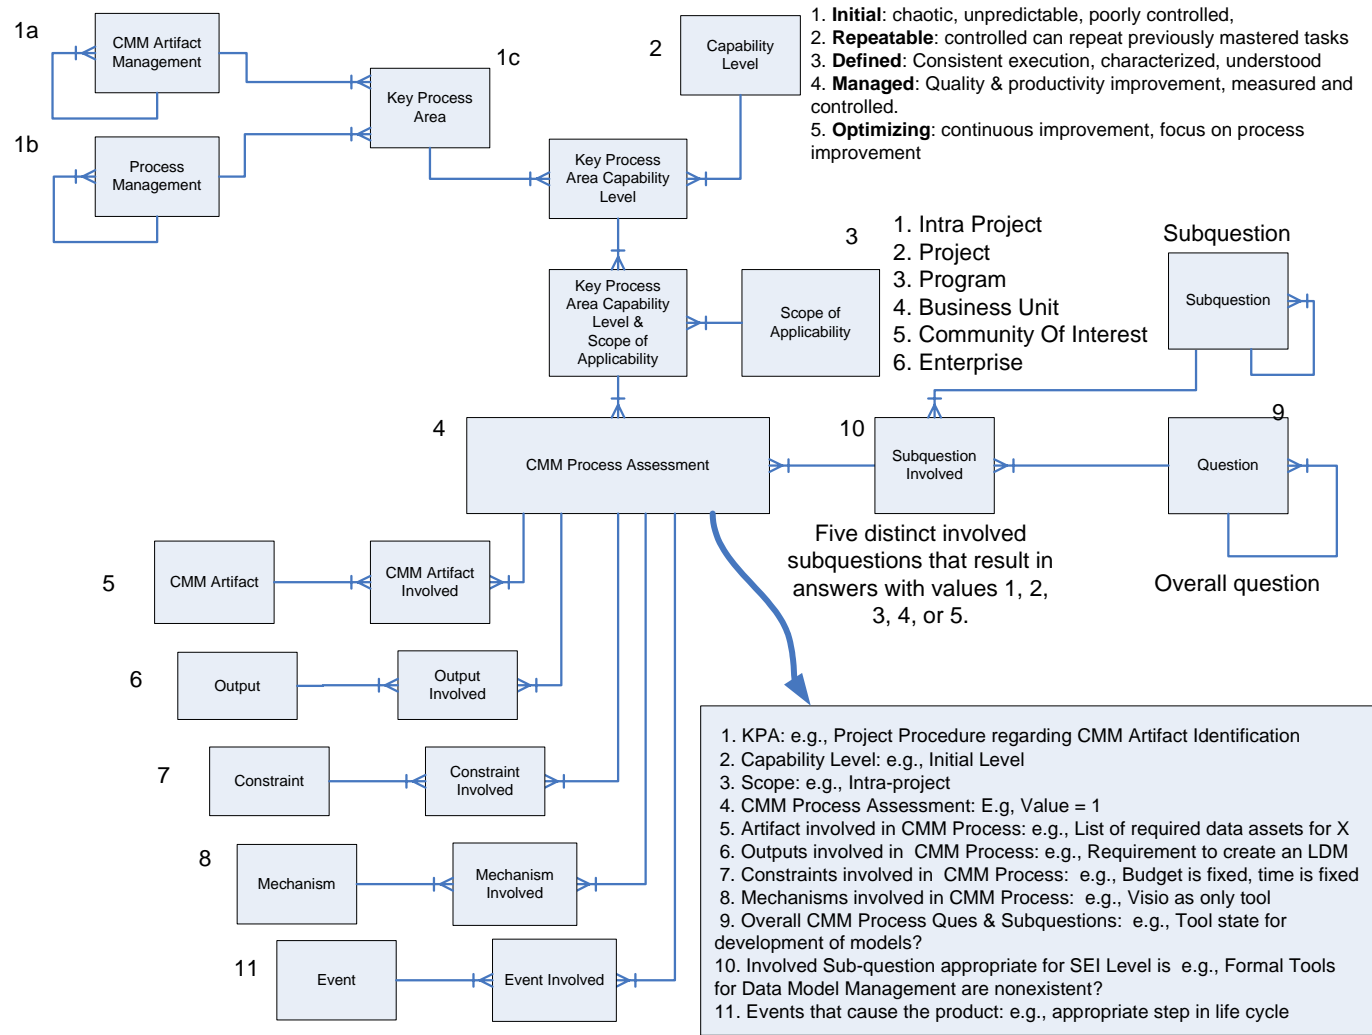 1a
CMM Artifact
Management
1b
Process
Management
1c
Key Process
Area
2
Capability
Level
1. Initial: chaotic, unpredictable, poorly controlled,
2. Repeatable: controlled can repeat previously mastered tasks
3. Defined: Consistent execution, characterized, understood
4. Managed: Quality & productivity improvement, measured and
controlled.
5. Optimizing: continuous improvement, focus on process
improvement
Key Process
Area Capability
Level
Key Process
Area Capability
Level &
Scope of
Applicability
3
Scope of
Applicability
1. Intra Project
2. Project
3. Program
4. Business Unit
5. Community Of Interest
6. Enterprise
Subquestion
Subquestion
4
CMM Process Assessment
10
Subquestion
Involved
9
Question
Five distinct involved
subquestions that result in
answers with values 1, 2,
3, 4, or 5.
Overall question
5
CMM Artifact
CMM Artifact
Involved
6
Output
Output
Involved
7
Constraint
Constraint
Involved
8
Mechanism
Mechanism
Involved
11
Event
Event Involved
1. KPA: e.g., Project Procedure regarding CMM Artifact Identification
2. Capability Level: e.g., Initial Level
3. Scope: e.g., Intra-project
4. CMM Process Assessment: E.g, Value = 1
5. Artifact involved in CMM Process: e.g., List of required data assets for X
6. Outputs involved in  CMM Process: e.g., Requirement to create an LDM
7. Constraints involved in  CMM Process:  e.g., Budget is fixed, time is fixed
8. Mechanisms involved in CMM Process:  e.g., Visio as only tool
9. Overall CMM Process Ques & Subquestions:  e.g., Tool state for
development of models?
10. Involved Sub-question appropriate for SEI Level is  e.g., Formal Tools
for Data Model Management are nonexistent?
11. Events that cause the product: e.g., appropriate step in life cycle